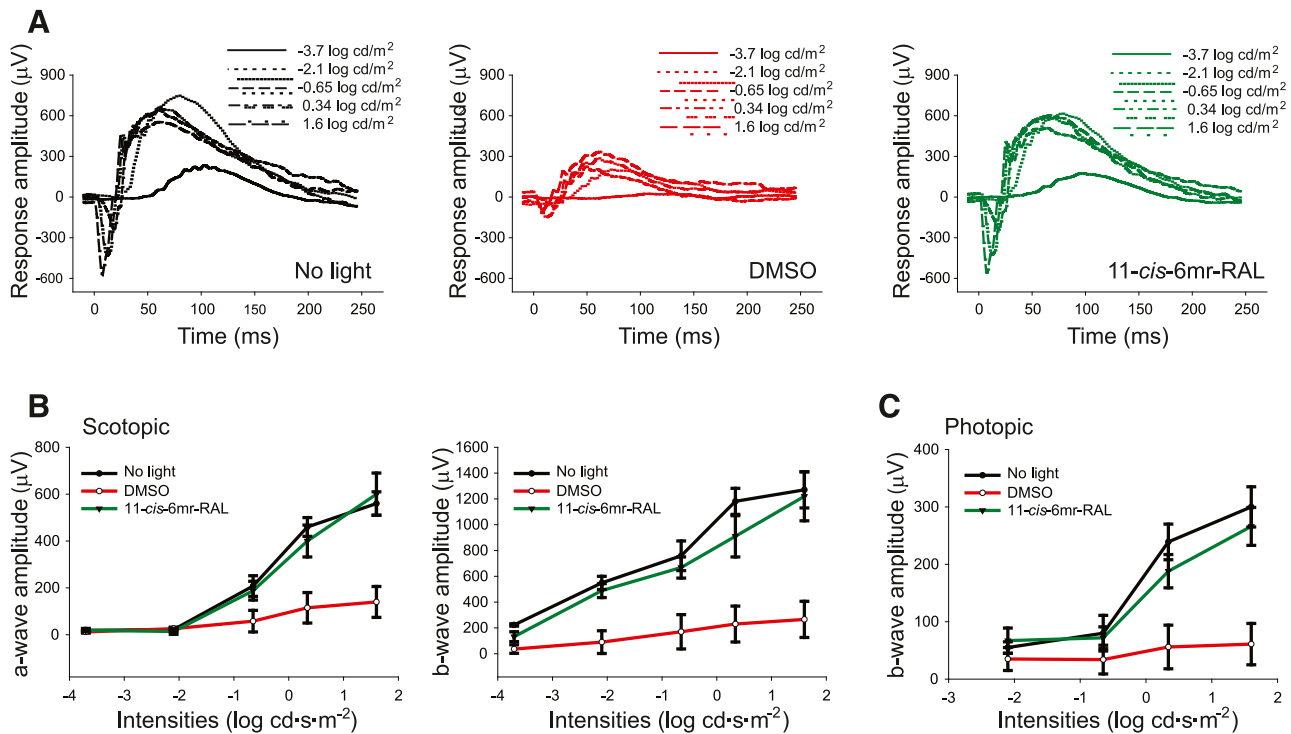 A
Response amplitude (µV)
900
600
300
0
-300
-600
-3.7 log cd/m²
-2.1 log cd/m²
-0.65 log cd/m²
0.34 log cd/m²
1.6 log cd/m²
No light
0 50 100 150 200 250
Time (ms)
Response amplitude (µV)
900
600
300
0
-300
-600
-3.7 log cd/m²
-2.1 log cd/m²
-0.65 log cd/m²
0.34 log cd/m²
1.6 log cd/m²
DMSO
0 50 100 150 200 250
Time (ms)
Response amplitude (µV)
900
600
300
0
-300
-600
-3.7 log cd/m²
-2.1 log cd/m²
-0.65 log cd/m²
0.34 log cd/m²
1.6 log cd/m²
11-cis-6mr-RAL
0 50 100 150 200 250
Time (ms)
B
Scotopic
a-wave amplitude (µV)
800
600
400
200
0
No light
DMSO
11-cis-6mr-RAL
-4 -3 -2 -1 0 1 2
Intensities (log cd·s·m⁻²)
b-wave amplitude (µV)
1600
1400
1200
1000
800
600
400
200
0
No light
DMSO
11-cis-6mr-RAL
-4 -3 -2 -1 0 1 2
Intensities (log cd·s·m⁻²)
C
Photopic
b-wave amplitude (µV)
400
300
200
100
0
No light
DMSO
11-cis-6mr-RAL
-3 -2 -1 0 1 2
Intensities (log cd·s·m⁻²)